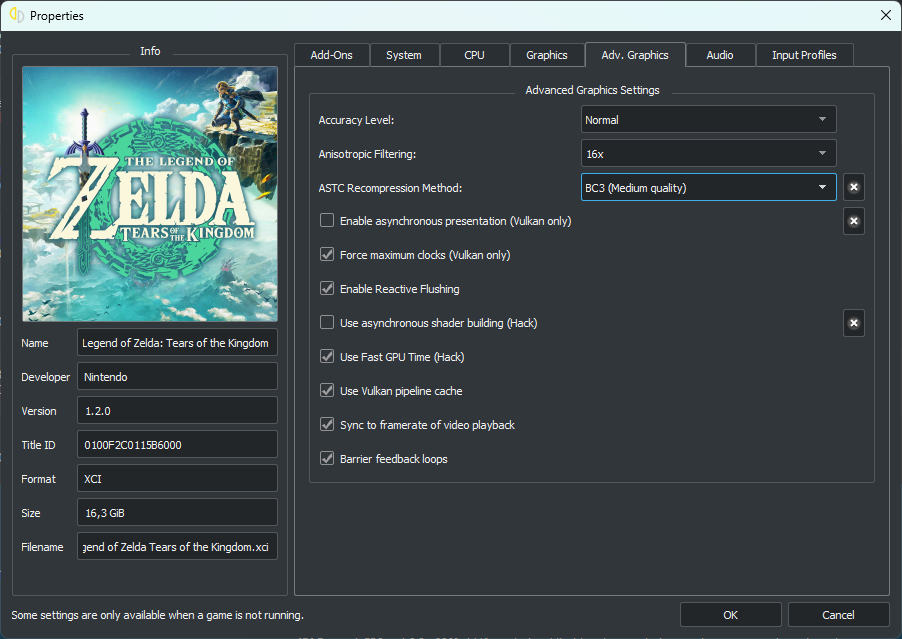 Properties
Info
THE LEGEND OF
ZELDA
TEARS OF THE KINGDOM
Name
Legend of Zelda: Tears of the Kingdom
Developer
Nintendo
Version
1.2.0
Title ID
0100F2C0115B6000
Format
XCI
Size
16,3 GiB
Filename
gend of Zelda Tears of the Kingdom.xci
Add-Ons
System
CPU
Graphics
Adv. Graphics
Audio
Input Profiles
Advanced Graphics Settings
Accuracy Level:
Normal
Anisotropic Filtering:
16x
ASTC Recompression Method:
BC3 (Medium quality)
Enable asynchronous presentation (Vulkan only)
Force maximum clocks (Vulkan only)
Enable Reactive Flushing
Use asynchronous shader building (Hack)
Use Fast GPU Time (Hack)
Use Vulkan pipeline cache
Sync to framerate of video playback
Barrier feedback loops
Some settings are only available when a game is not running.
OK
Cancel